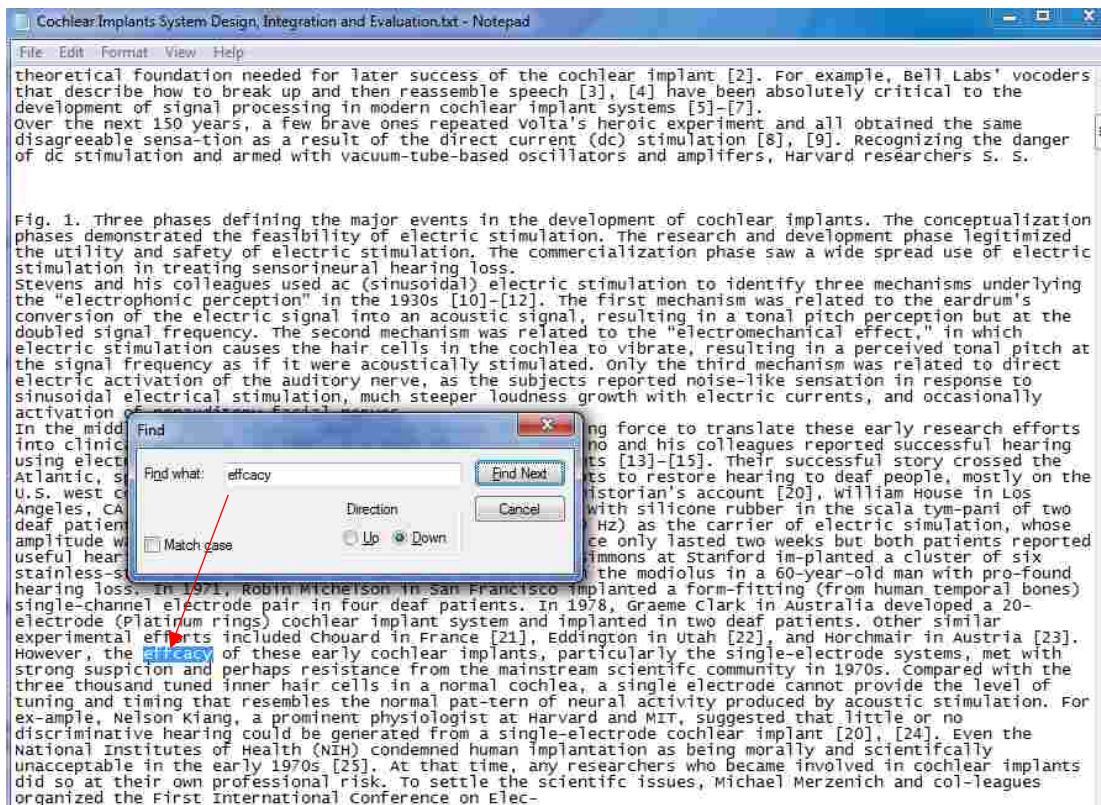 Cochlear Implants System Design, Integration and Evaluation.txt - Notepad
File Edit Format View Help
theoretical foundation needed for later success of the cochlear implant [2]. For example, Bell Labs' vocoders
that describe how to break up and then reassemble speech [3], [4] have been absolutely critical to the
development of signal processing in modern cochlear implant systems [5]-[7].
Over the next 150 years, a few brave ones repeated Volta's heroic experiment and all obtained the same
disagreeable sensa-tion as a result of the direct current (dc) stimulation [8], [9]. Recognizing the danger
of dc stimulation and armed with vacuum-tube-based oscillators and amplifers, Harvard researchers S. S.
Fig. 1. Three phases defining the major events in the development of cochlear implants. The conceptualization
phases demonstrated the feasibility of electric stimulation. The research and development phase legitimized
the utility and safety of electric stimulation. The commercialization phase saw a wide spread use of electric
stimulation in treating sensorineural hearing loss.
Stevens and his colleagues used ac (sinusoidal) electric stimulation to identify three mechanisms underlying
the "electrophonic perception" in the 1930s [10]-[12]. The first mechanism was related to the eardrum's
conversion of the electric signal into an acoustic signal, resulting in a tonal pitch perception but at the
doubled signal frequency. The second mechanism was related to the "electromechanical effect," in which
electric stimulation causes the hair cells in the cochlea to vibrate, resulting in a perceived tonal pitch at
the signal frequency as if it were acoustically stimulated. Only the third mechanism was related to direct
electric activation of the auditory nerve, as the subjects reported noise-like sensation in response to
sinusoidal electrical stimulation, much steeper loudness growth with electric currents, and occasionally
activation of nonauditory facial nerves.
In the midd ng force to translate these early research efforts
into clinic no and his colleagues reported successful hearing
using elect ts [13]-[15]. Their successful story crossed the
Atlantic, s pts to restore hearing to deaf people, mostly on the
U.S. west c istorian's account [20], William House in Los
Angeles, CA with silicone rubber in the scala tym-pani of two
deaf patien Hz) as the carrier of electric simulation, whose
amplitude w ce only lasted two weeks but both patients reported
useful hear immons at Stanford im-planted a cluster of six
stainless-s the modiolus in a 60-year-old man with pro-found
Find
Find what: effcacy
Find Next
Direction
Cancel
Match case
Up Down
hearing loss. In 1971, Robin Michelson in San Francisco implanted a form-fitting (from human temporal bones)
single-channel electrode pair in four deaf patients. In 1978, Graeme Clark in Australia developed a 20-
electrode (Platinum rings) cochlear implant system and implanted in two deaf patients. Other similar
experimental efforts included Chouard in France [21], Eddington in Utah [22], and Horchmair in Austria [23].
However, the effcacy of these early cochlear implants, particularly the single-electrode systems, met with
strong suspicion and perhaps resistance from the mainstream scientifc community in 1970s. Compared with the
three thousand tuned inner hair cells in a normal cochlea, a single electrode cannot provide the level of
tuning and timing that resembles the normal pat-tern of neural activity produced by acoustic stimulation. For
ex-ample, Nelson Kiang, a prominent physiologist at Harvard and MIT, suggested that little or no
discriminative hearing could be generated from a single-electrode cochlear implant [20], [24]. Even the
National Institutes of Health (NIH) condemned human implantation as being morally and scientifcally
unacceptable in the early 1970s [25]. At that time, any researchers who became involved in cochlear implants
did so at their own professional risk. To settle the scientifc issues, Michael Merzenich and col-leagues
organized the First International Conference on Elec-